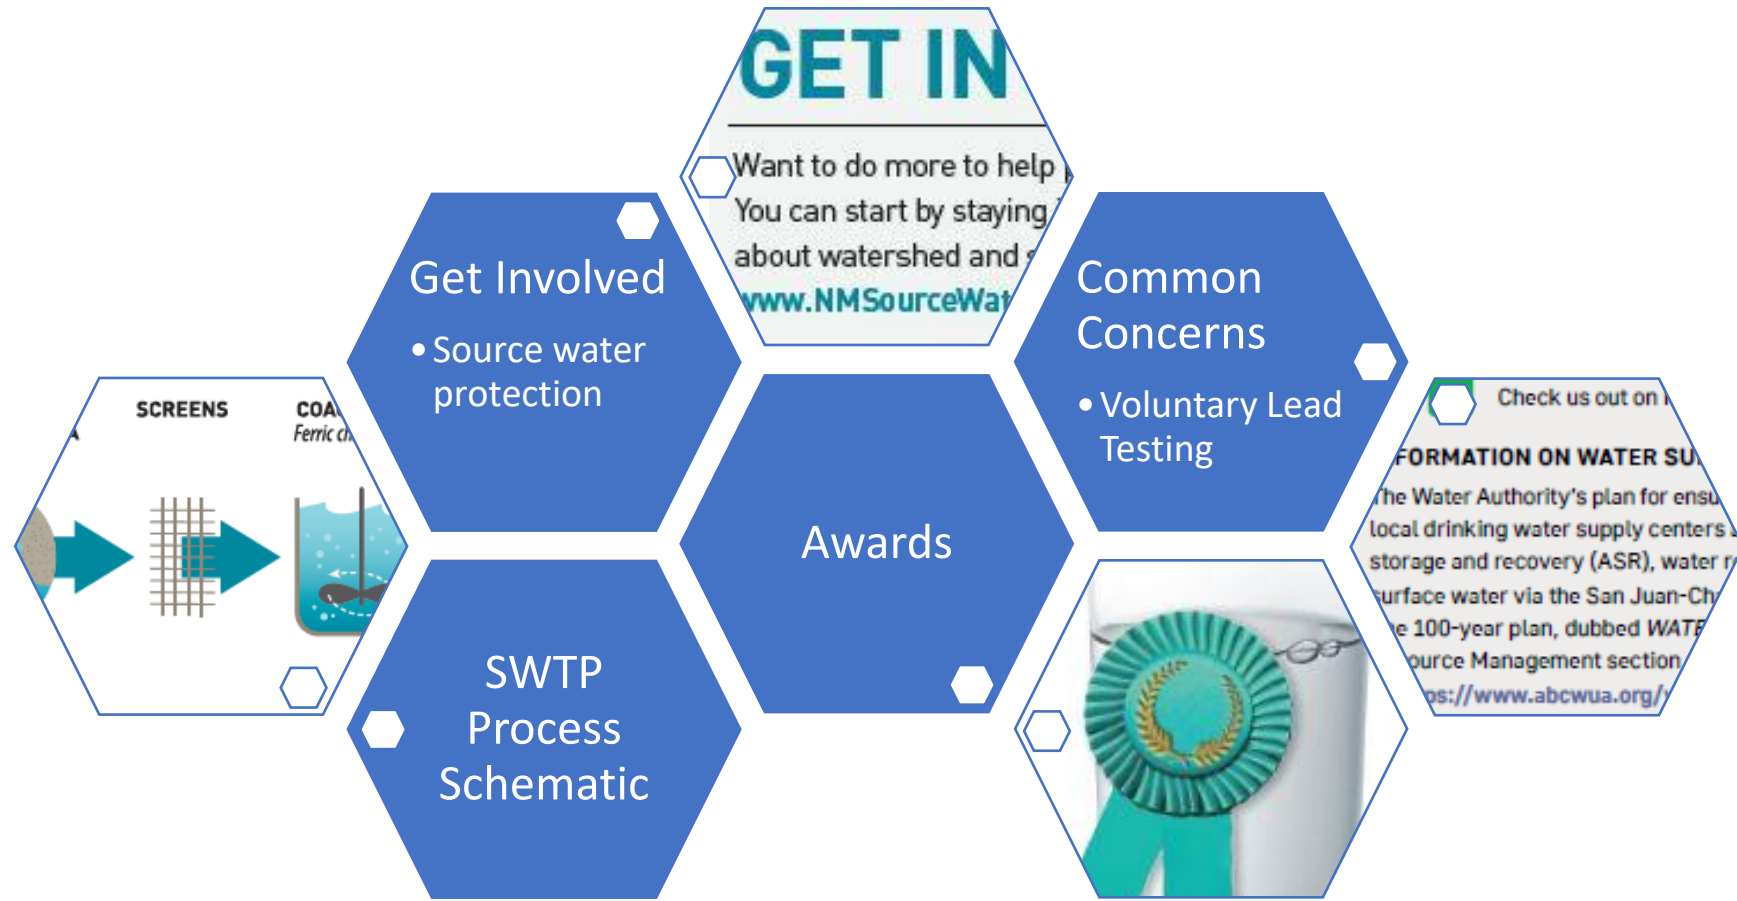 GET IN
Want to do more to help
You can start by staying
about watershed and
www.NMSourceWat
Get Involved
• Source water
protection
Common
Concerns
• Voluntary Lead
Testing
SCREENS
COA
Ferric ch
Awards
SWTP
Process
Schematic
Check us out on
FORMATION ON WATER SU
The Water Authority's plan for ensu
local drinking water supply centers
storage and recovery (ASR), water r
surface water via the San Juan-Cha
e 100-year plan, dubbed WATE
ource Management section
ps://www.abcwua.org/